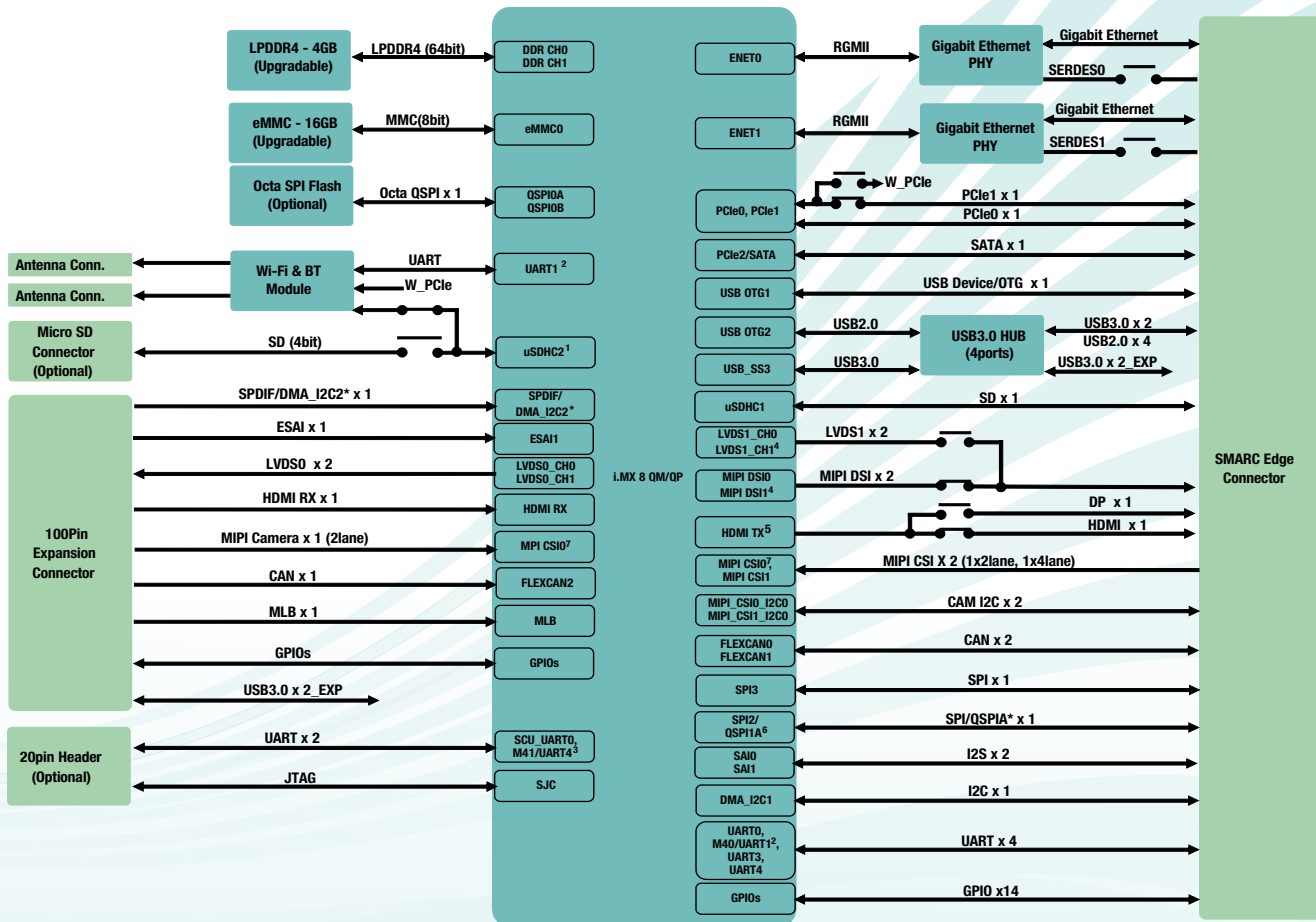 LPDDR4 - 4GB
(Upgradable)
LPDDR4 (64bit)
DDR CH0
DDR CH1
eMMC - 16GB
(Upgradable)
MMC(8bit)
eMMC0
Octa SPI Flash
(Optional)
Octa QSPI x 1
QSPI0A
QSPI0B
Antenna Conn.
Antenna Conn.
Wi-Fi & BT
Module
UART
W_PCIe
UART1 2
Micro SD
Connector
(Optional)
SD (4bit)
uSDHC2 1
100Pin
Expansion
Connector
SPDIF/DMA_I2C2* x 1
SPDIF/
DMA_I2C2*
ESAI x 1
ESAI1
LVDS0 x 2
LVDS0_CH0
LVDS0_CH1
HDMI RX x 1
HDMI RX
MIPI Camera x 1 (2lane)
MPI CSI0 7
CAN x 1
FLEXCAN2
MLB x 1
MLB
GPIOs
GPIOs
USB3.0 x 2_EXP
20pin Header
(Optional)
UART x 2
SCU_UART0,
M41/UART4 3
JTAG
SJC
i.MX 8 QM/QP
ENET0
RGMII
Gigabit Ethernet
PHY
Gigabit Ethernet
SERDES0
ENET1
RGMII
Gigabit Ethernet
PHY
Gigabit Ethernet
SERDES1
PCIe0, PCIe1
W_PCIe
PCIe1 x 1
PCIe0 x 1
PCIe2/SATA
SATA x 1
USB OTG1
USB Device/OTG x 1
USB OTG2
USB2.0
USB_SS3
USB3.0
USB3.0 HUB
(4ports)
USB3.0 x 2
USB2.0 x 4
USB3.0 x 2_EXP
uSDHC1
SD x 1
LVDS1_CH0
LVDS1_CH1 4
LVDS1 x 2
MIPI DSI0
MIPI DSI1 4
MIPI DSI x 2
HDMI TX 5
DP x 1
HDMI x 1
MIPI CSI0 7,
MIPI CSI1
MIPI CSI X 2 (1x2lane, 1x4lane)
MIPI_CSI0_I2C0
MIPI_CSI1_I2C0
CAM I2C x 2
FLEXCAN0
FLEXCAN1
CAN x 2
SPI3
SPI x 1
SPI2/
QSPI1A 6
SPI/QSPIA* x 1
SAI0
SAI1
I2S x 2
DMA_I2C1
I2C x 1
UART0,
M40/UART1 2,
UART3,
UART4
UART x 4
GPIOs
GPIO x14
SMARC Edge
Connector